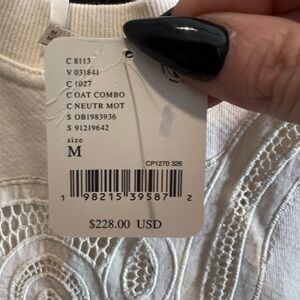 C 8113
V 031841
C 1027
C OAT COMBO
C NEUTR MOT
S OB1983936
S 91219642
size
M
CP1270 326
1 98215 39587 2
$228.00 USD